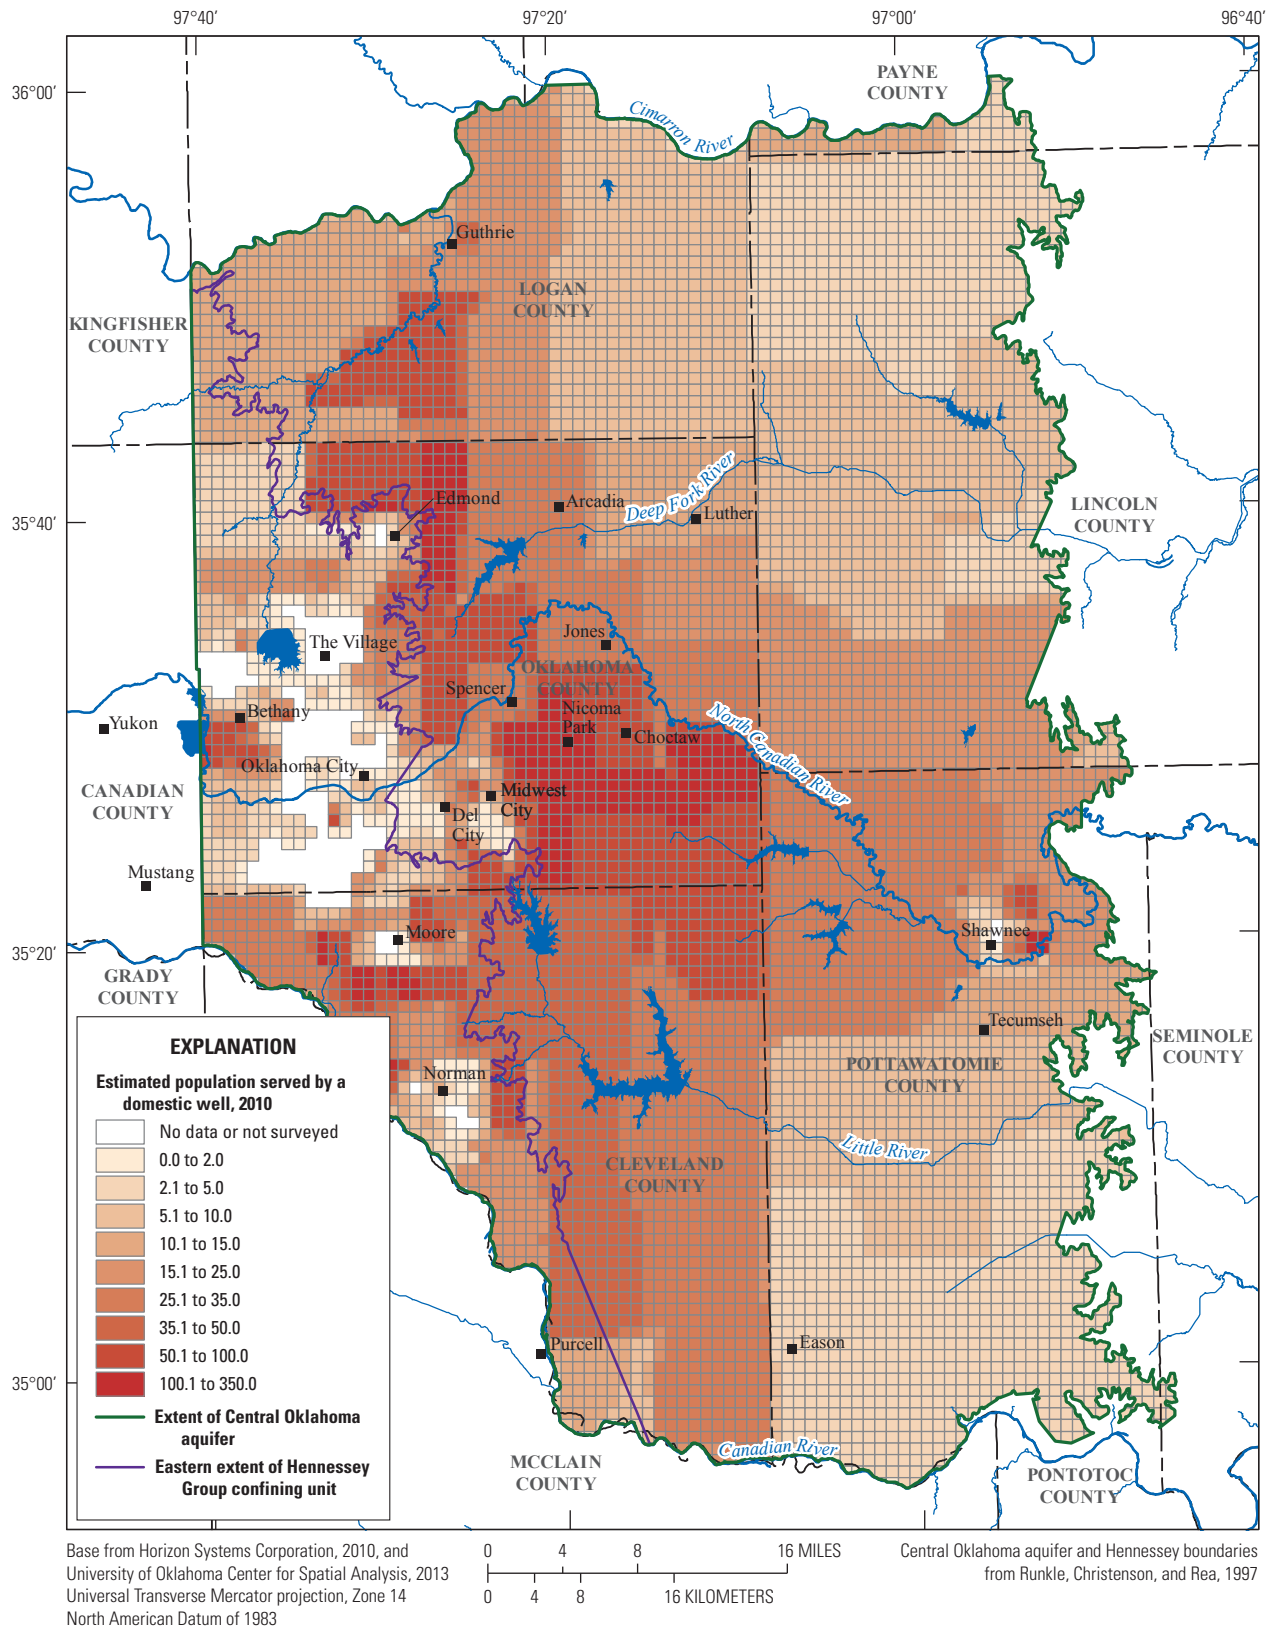 97°40′
97°20′
97°00′
96°40′
36°00′
35°40′
35°20′
35°00′
PAYNE
COUNTY
Cimarron River
Guthrie
LOGAN
COUNTY
KINGFISHER
COUNTY
Edmond
Arcadia
Deep Fork River
Luther
LINCOLN
COUNTY
The Village
Jones
OKLAHOMA
COUNTY
Spencer
Bethany
Yukon
Nicoma
Park
Choctaw
North Canadian River
Oklahoma City
CANADIAN
COUNTY
Midwest
City
Del
City
Mustang
Moore
Shawnee
GRADY
COUNTY
Tecumseh
SEMINOLE
COUNTY
POTTAWATOMIE
COUNTY
Norman
Little River
CLEVELAND
COUNTY
Purcell
Eason
MCCLAIN
COUNTY
Canadian River
PONTOTOC
COUNTY
EXPLANATION
Estimated population served by a
domestic well, 2010
No data or not surveyed
0.0 to 2.0
2.1 to 5.0
5.1 to 10.0
10.1 to 15.0
15.1 to 25.0
25.1 to 35.0
35.1 to 50.0
50.1 to 100.0
100.1 to 350.0
Extent of Central Oklahoma
aquifer
Eastern extent of Hennessey
Group confining unit
Base from Horizon Systems Corporation, 2010, and
University of Oklahoma Center for Spatial Analysis, 2013
Universal Transverse Mercator projection, Zone 14
North American Datum of 1983
0 4 8 16 MILES
0 4 8 16 KILOMETERS
Central Oklahoma aquifer and Hennessey boundaries
from Runkle, Christenson, and Rea, 1997